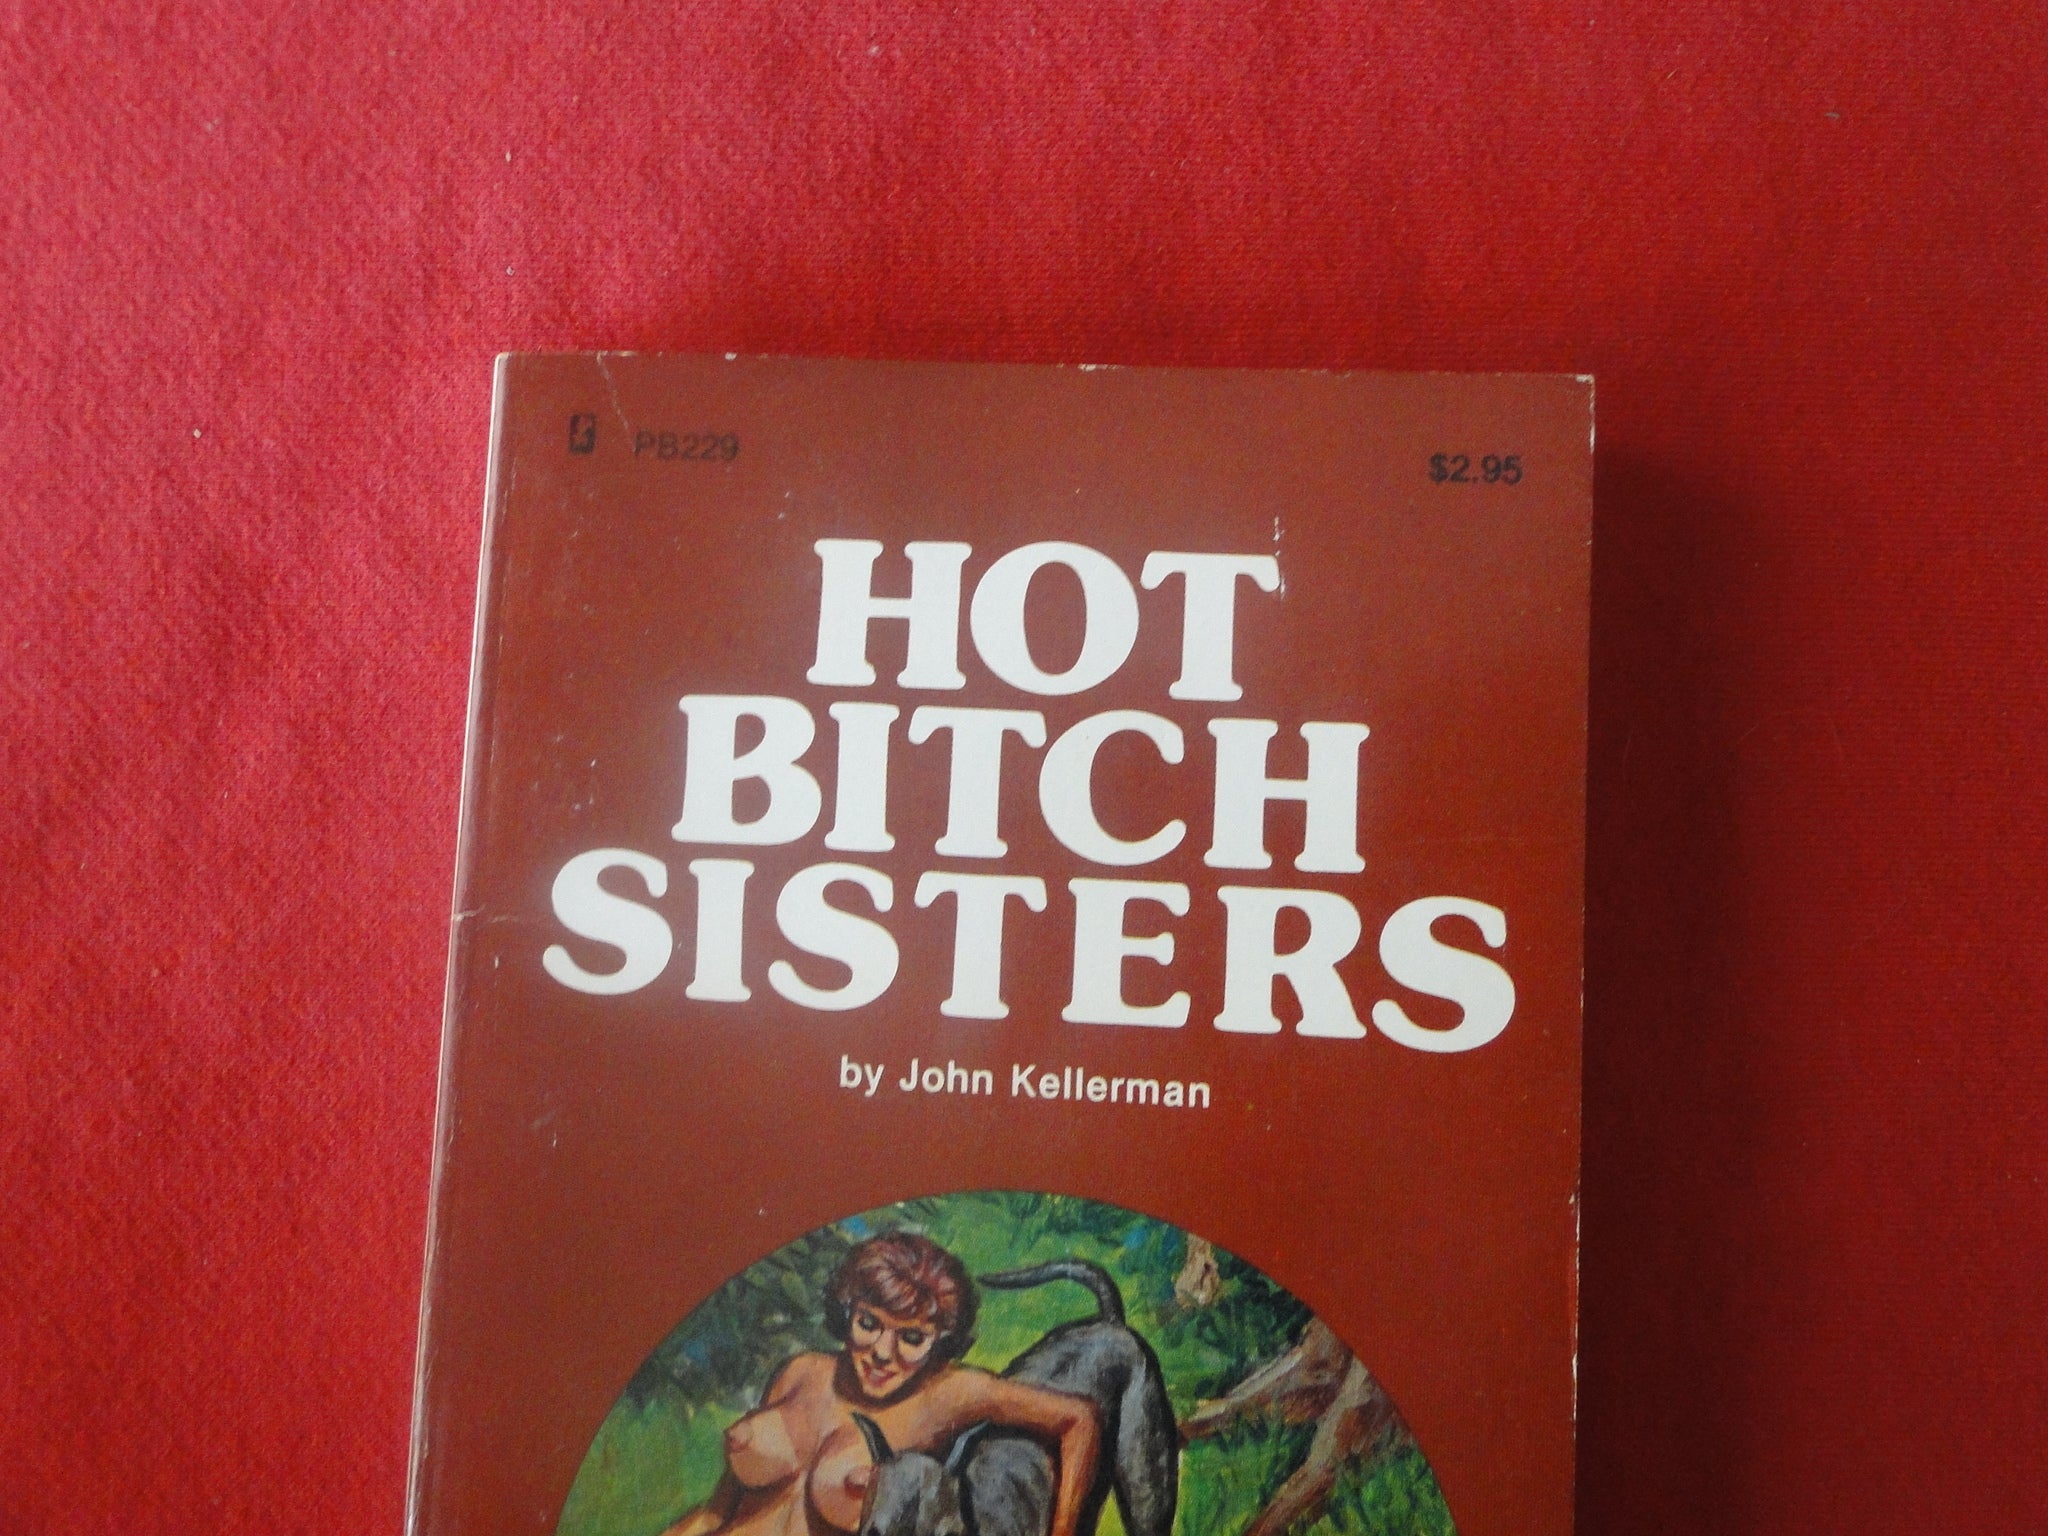 PB229
$2.95
HOT
BITCH
SISTERS
by John Kellerman